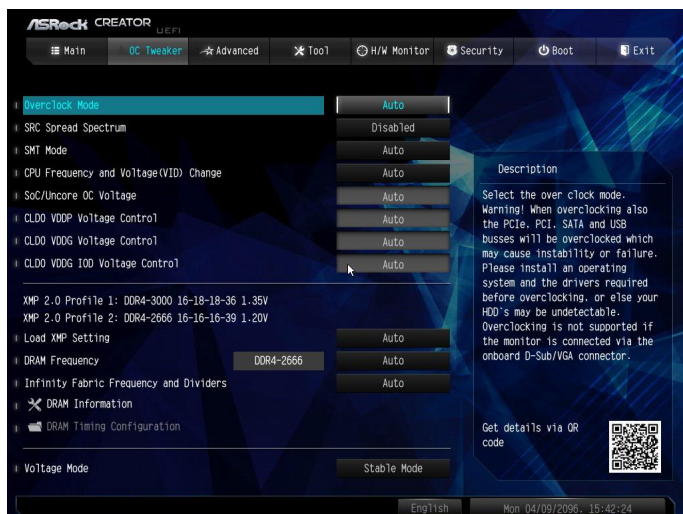 ASRock CREATOR UEFI
Main OC Tweaker Advanced Tool H/W Monitor Security Boot Exit
Overclock Mode Auto
SRC Spread Spectrum Disabled
SMT Mode Auto
CPU Frequency and Voltage(VID) Change Auto
SoC/Uncore OC Voltage Auto
CLDO VDDP Voltage Control Auto
CLDO VDDG Voltage Control Auto
CLDO VDDG IOD Voltage Control Auto
XMP 2.0 Profile 1: DDR4-3000 16-18-18-36 1.35V
XMP 2.0 Profile 2: DDR4-2666 16-16-16-39 1.20V
Load XMP Setting Auto
DRAM Frequency DDR4-2666 Auto
Infinity Fabric Frequency and Dividers Auto
DRAM Information
DRAM Timing Configuration
Voltage Mode Stable Mode
Description
Select the over clock
mode.
Warning! When overclocking also
the PCIe, PCI, SATA and USB
busses will be overclocked which
may cause instability or failure.
Please install an operating
system and the drivers required
before overclocking, or else your
HDD`s may be undetectable.
Overclocking is not supported if
the monitor is connected via the
onboard D-Sub/VGA connector.
Get details via QR
code
English Mon 04/09/2096, 15:42:24